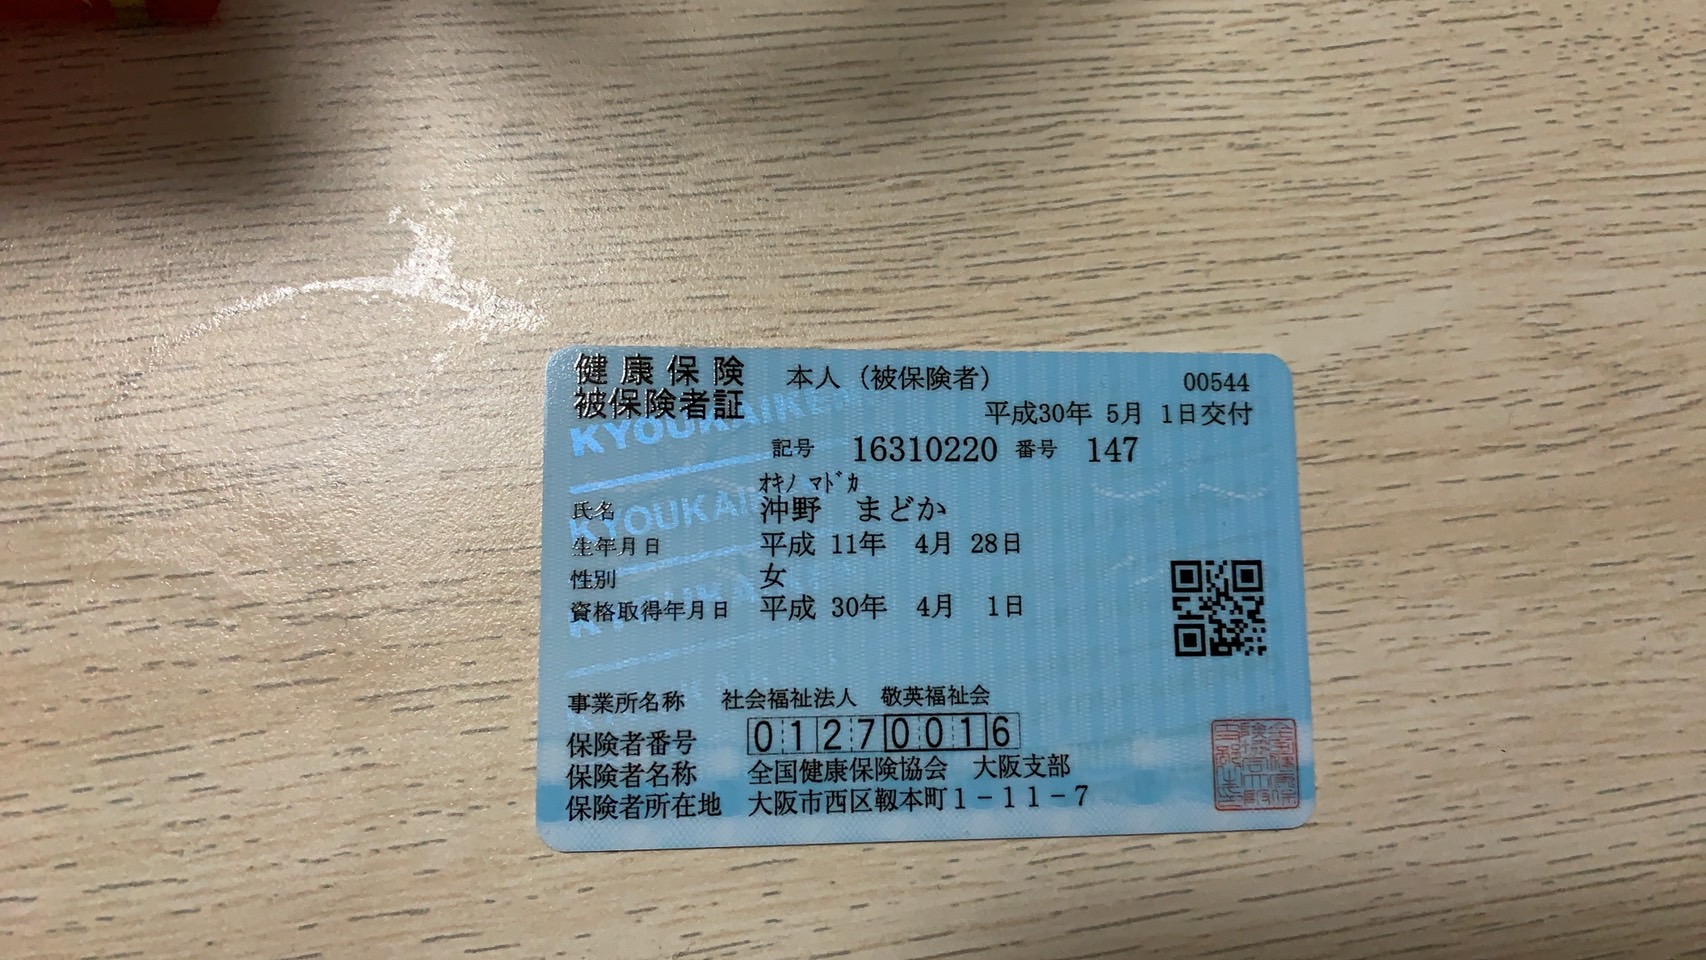 健康保険
被保険者証
本人（被保険者）
00544
平成30年 5月 1日交付
記号 16310220 番号 147
ｵｷﾉ ﾏﾄﾞｶ
氏名 沖野 まどか
生年月日 平成 11年 4月 28日
性別 女
資格取得年月日 平成 30年 4月 1日
事業所名称 社会福祉法人 敬英福祉会
保険者番号 01270016
保険者名称 全国健康保険協会 大阪支部
保険者所在地 大阪市西区靱本町1-11-7
KYOUKAIKENPO